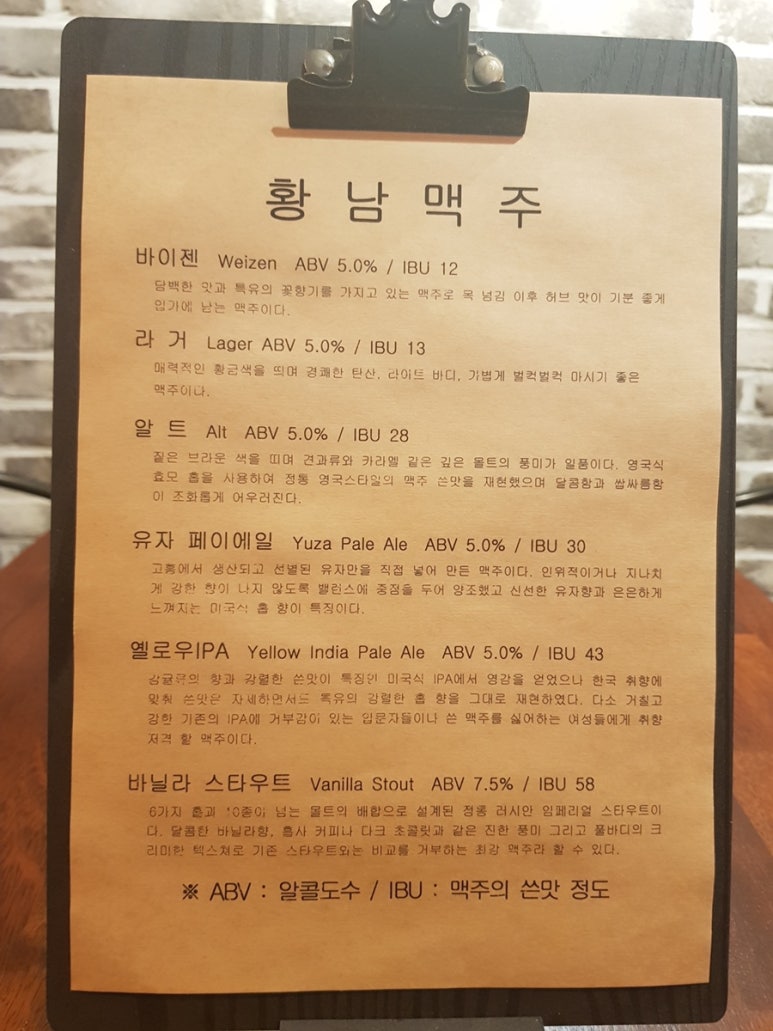 황 남 맥 주
바이젠 Weizen ABV 5.0% / IBU 12
담백한 맛과 특유의 꽃향기를 가지고 있는 맥주로 목 넘김 이후 허브 맛이 기분 좋게
입가에 남는 맥주이다.
라 거 Lager ABV 5.0% / IBU 13
매력적인 황금색을 띄며 경쾌한 탄산, 라이트 바디, 가볍게 벌컥벌컥 마시기 좋은
맥주이다.
알 트 Alt ABV 5.0% / IBU 28
짙은 브라운 색을 띠며 견과류와 카라멜 같은 깊은 몰트의 풍미가 일품이다. 영국식
효모 홉을 사용하여 정통 영국스타일의 맥주 쓴맛을 재현했으며 달콤함과 쌉싸름함
이 조화롭게 어우러진다.
유자 페이에일 Yuza Pale Ale ABV 5.0% / IBU 30
고흥에서 생산되고 선별된 유자만을 직접 넣어 만든 맥주이다. 인위적이거나 지나치
게 강한 향이 나지 않도록 밸런스에 중점을 두어 양조했고 신선한 유자향과 은은하게
느껴지는 미국식 홉 향이 특징이다.
옐로우IPA Yellow India Pale Ale ABV 5.0% / IBU 43
감귤류의 향과 강렬한 쓴맛이 특징인 미국식 IPA에서 영감을 얻었으나 한국 취향에
맞춰 쓴맛은 자제하면서도 특유의 강렬한 홉 향을 그대로 재현하였다. 다소 거칠고
강한 기존의 IPA에 거부감이 있는 입문자들이나 쓴 맥주를 싫어하는 여성들에게 취향
저격 할 맥주이다.
바닐라 스타우트 Vanilla Stout ABV 7.5% / IBU 58
6가지 홉과 10종이 넘는 몰트의 배합으로 설계된 정통 러시안 임페리얼 스타우트이
다. 달콤한 바닐라향, 흡사 커피나 다크 초콜릿과 같은 진한 풍미 그리고 풀바디의 크
리미한 텍스쳐로 기존 스타우트와는 비교를 거부하는 최강 맥주라 할 수 있다.
※ ABV : 알콜도수 / IBU : 맥주의 쓴맛 정도